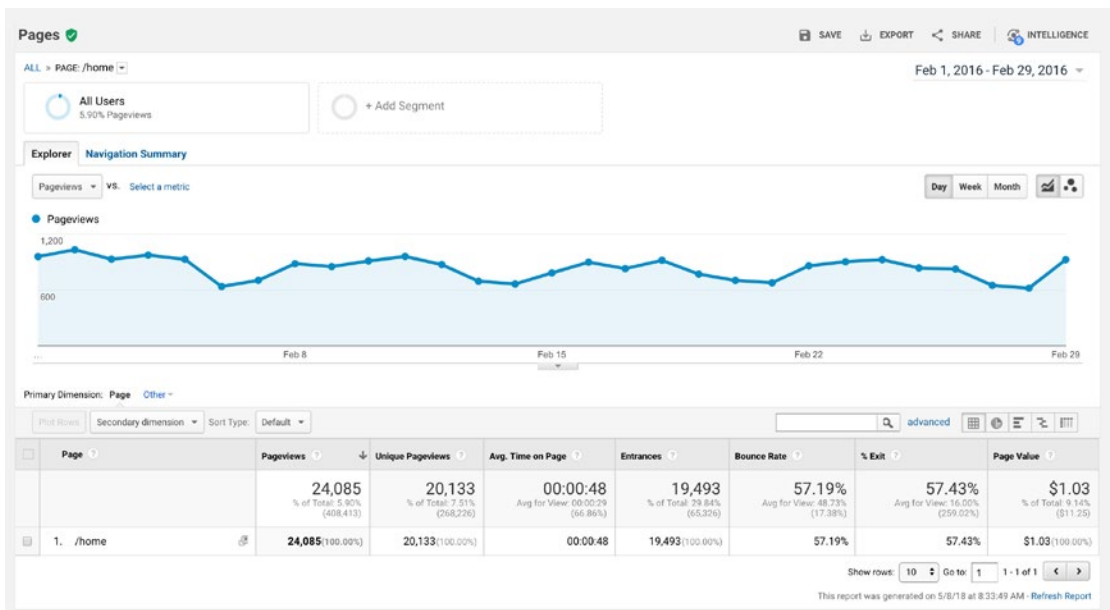 Pages
SAVE EXPORT SHARE INTELLIGENCE
ALL » PAGE: /home
Feb 1, 2016 - Feb 29, 2016
All Users
5.90% Pageviews
+ Add Segment
Explorer Navigation Summary
Pageviews VS. Select a metric
Day Week Month
Pageviews
1,200
600
... Feb 8 Feb 15 Feb 22 Feb 29
Primary Dimension: Page Other
Plot Rows Secondary dimension Sort Type: Default advanced
Page Pageviews Unique Pageviews Avg. Time on Page Entrances Bounce Rate % Exit Page Value
24,085 20,133 00:00:48 19,493 57.19% 57.43% $1.03
% of Total: 5.90% % of Total: 7.51% Avg for View: 00:00:29 % of Total: 29.84% Avg for View: 48.73% Avg for View: 16.00% % of Total: 9.14%
(408,413) (268,226) (66.86%) (65,326) (17.38%) (259.02%) ($11.25)
1. /home 24,085(100.00%) 20,133(100.00%) 00:00:48 19,493(100.00%) 57.19% 57.43% $1.03(100.00%)
Show rows: 10 Go to: 1 1 - 1 of 1
This report was generated on 5/8/18 at 8:33:49 AM - Refresh Report